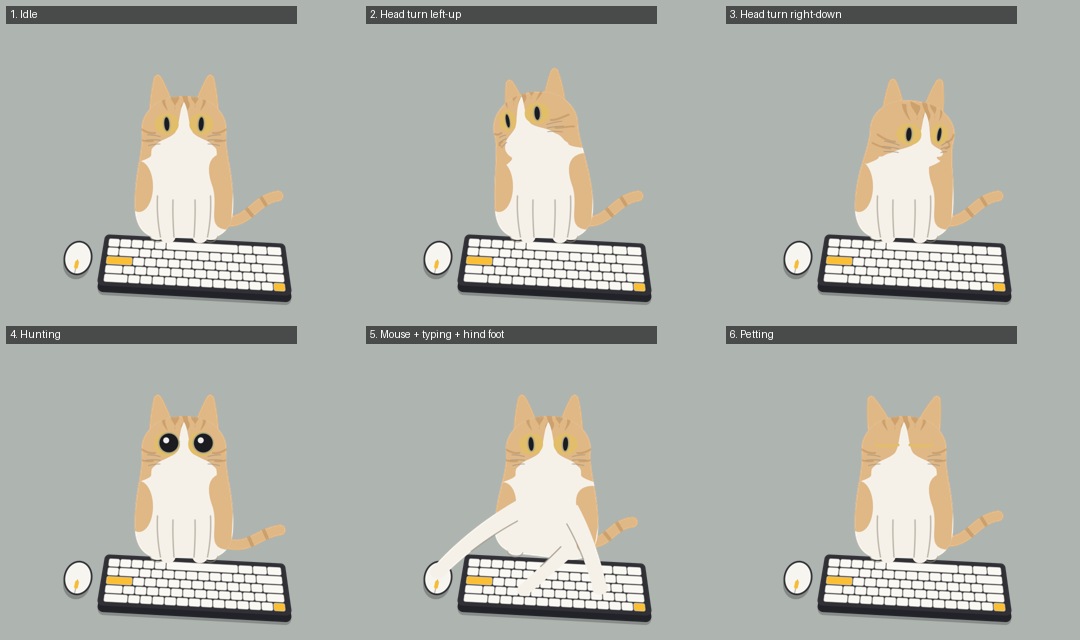 1. Idle
2. Head turn left-up
3. Head turn right-down
4. Hunting
5. Mouse + typing + hind foot
6. Petting